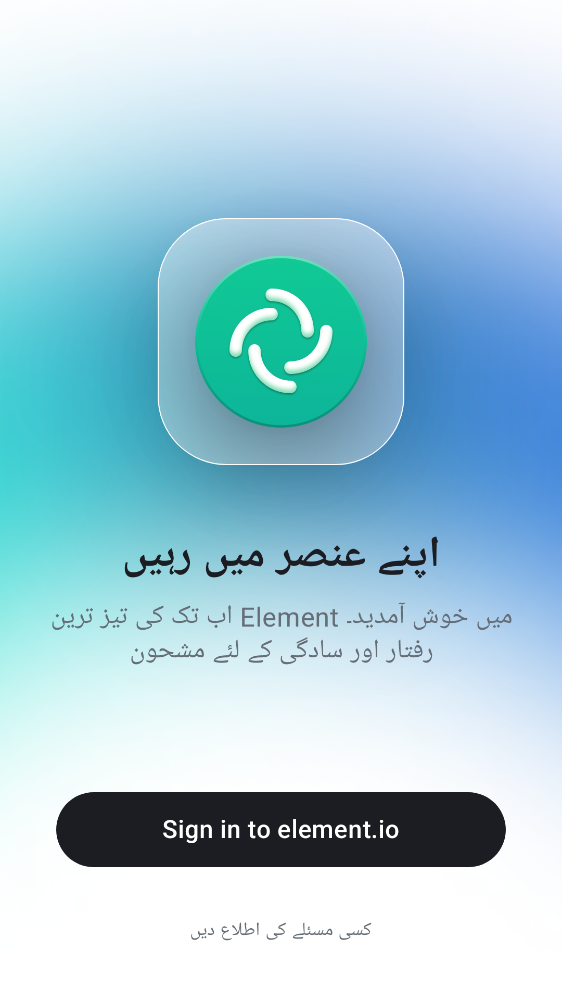 اپنے عنصر میں رہیں
میں خوش آمدید۔ Element اب تک کی تیز ترین
رفتار اور سادگی کے لئے مشحون
Sign in to element.io
کسی مسئلے کی اطلاع دیں